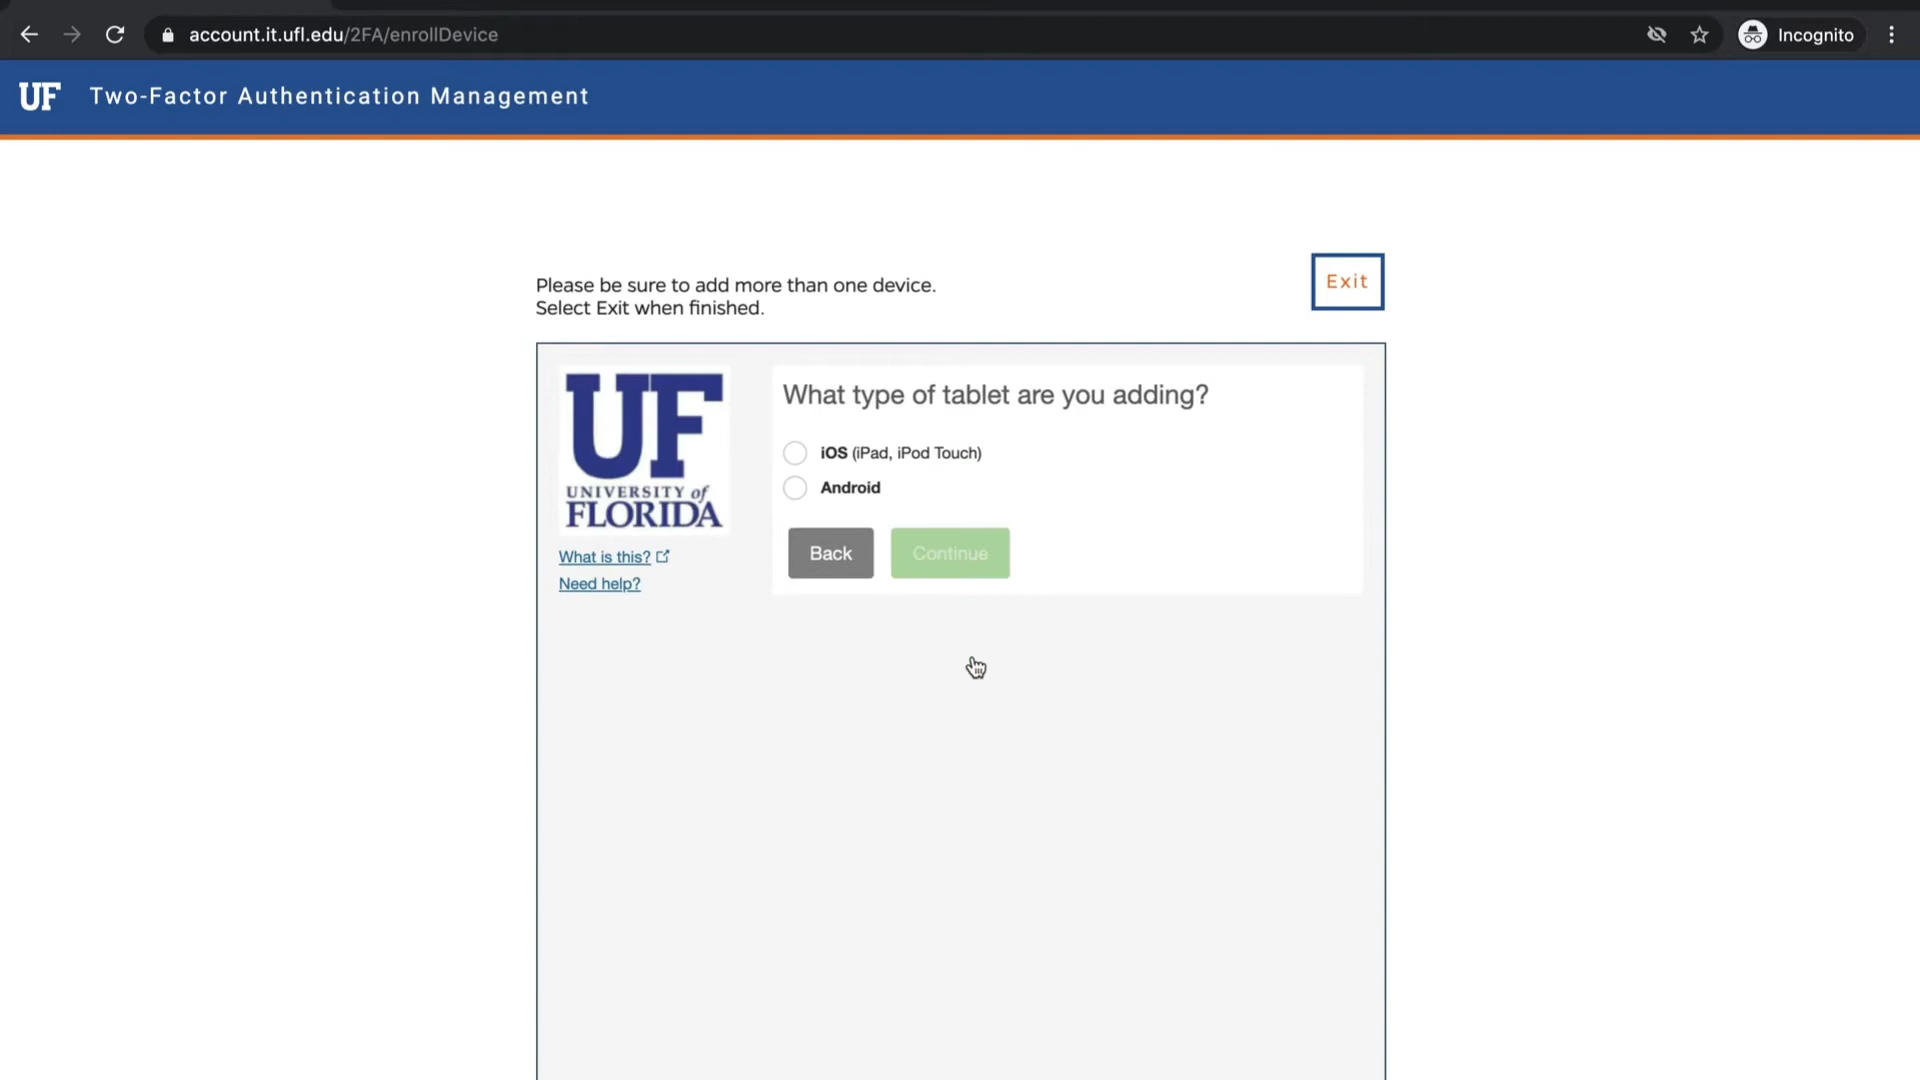 account.it.ufl.edu/2FA/enrollDevice
Incognito
UF Two-Factor Authentication Management
Please be sure to add more than one device.
Select Exit when finished.
Exit
UF
UNIVERSITY of
FLORIDA
What is this?
Need help?
What type of tablet are you adding?
iOS (iPad, iPod Touch)
Android
Back
Continue